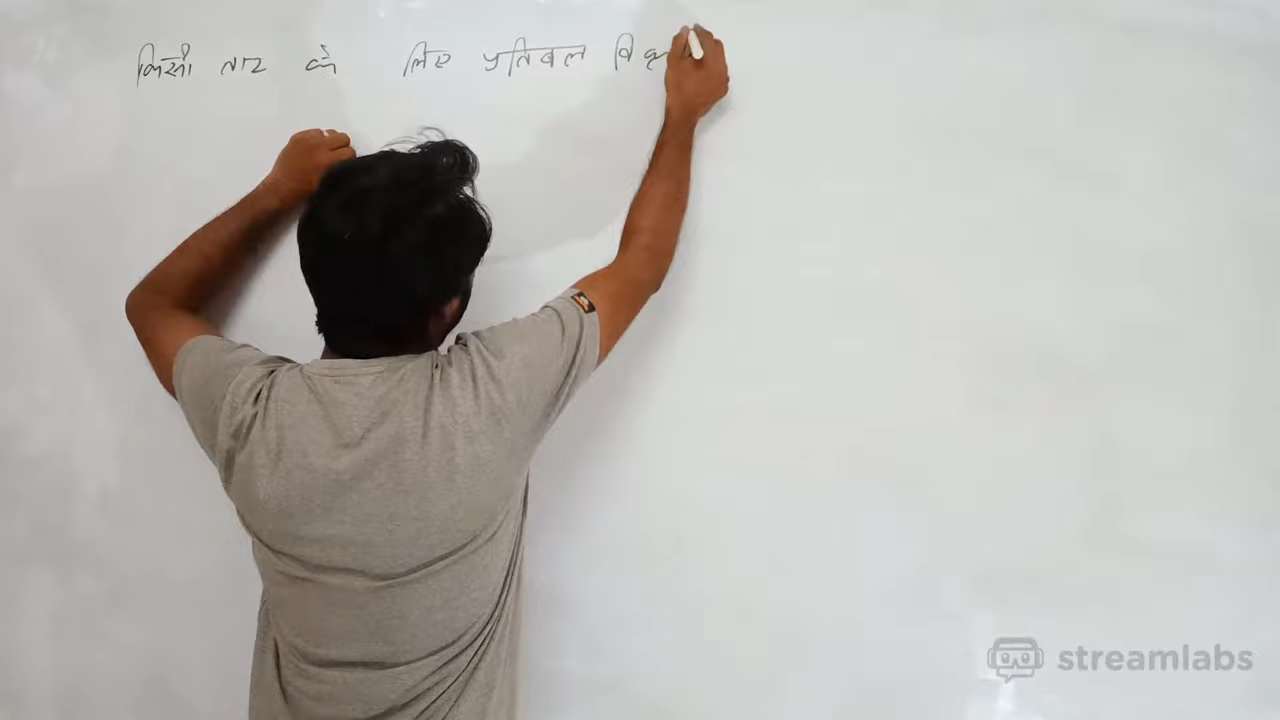 किसी तार के लिए प्रतिबल
streamlabs